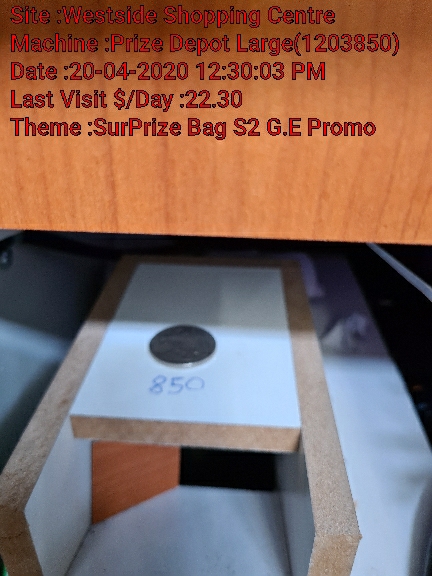 Site :Westside Shopping Centre
Machine :Prize Depot Large(1203850)
Date :20-04-2020 12:30:03 PM
Last Visit $/Day :22.30
Theme :SurPrize Bag S2 G.E Promo
850